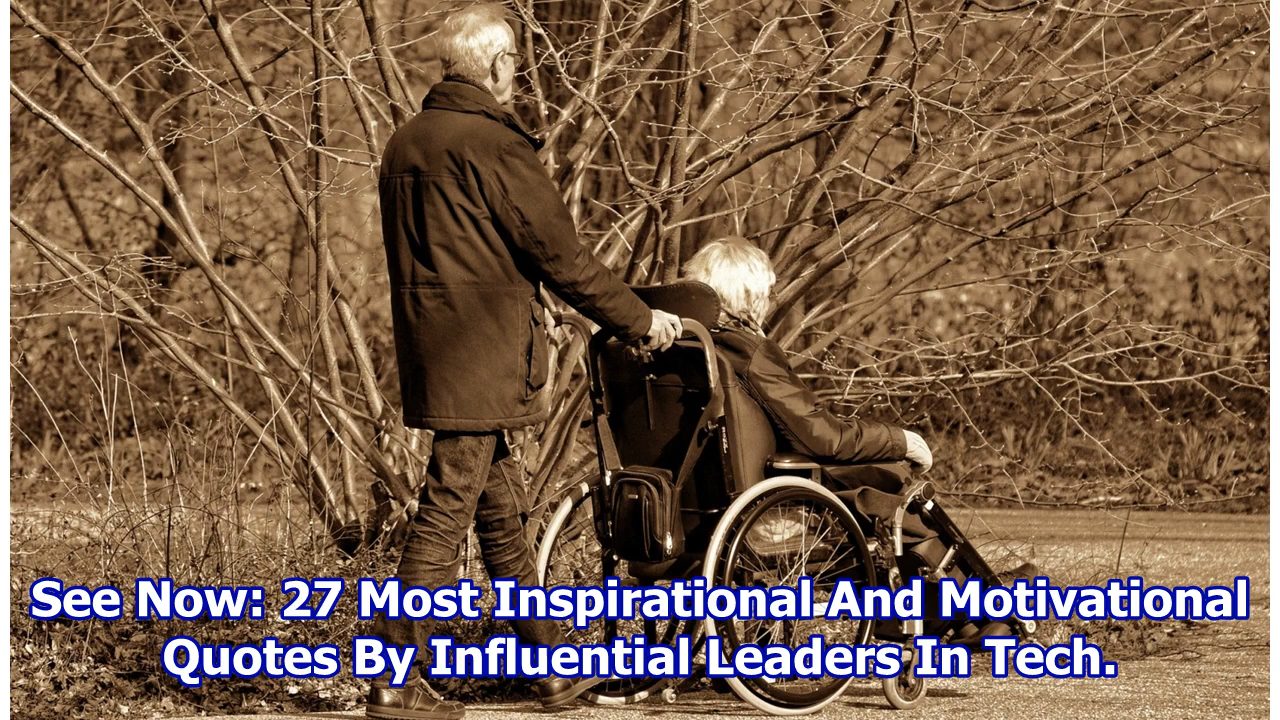 See Now: 27 Most Inspirational And Motivational
Quotes By Influential Leaders In Tech.